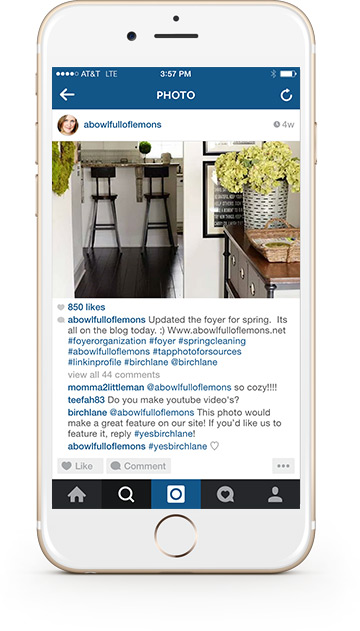 AT&T LTE 3:57 PM
PHOTO
abowlfulloflemons 4w
850 likes
abowlfulloflemons Updated the foyer for spring. Its
all on the blog today. :) Www.abowlfulloflemons.net
#foyerorganization #foyer #springcleaning
#abowlfulloflemons #tapphotoforsources
#linkinprofile #birchlane @birchlane
view all 44 comments
momma2littleman @abowlfulloflemons so cozy!!!!
teefah83 Do you make youtube video's?
birchlane @abowlfulloflemons This photo would
make a great feature on our site! If you'd like us to
feature it, reply #yesbirchlane!
abowlfulloflemons #yesbirchlane ♡
Like Comment